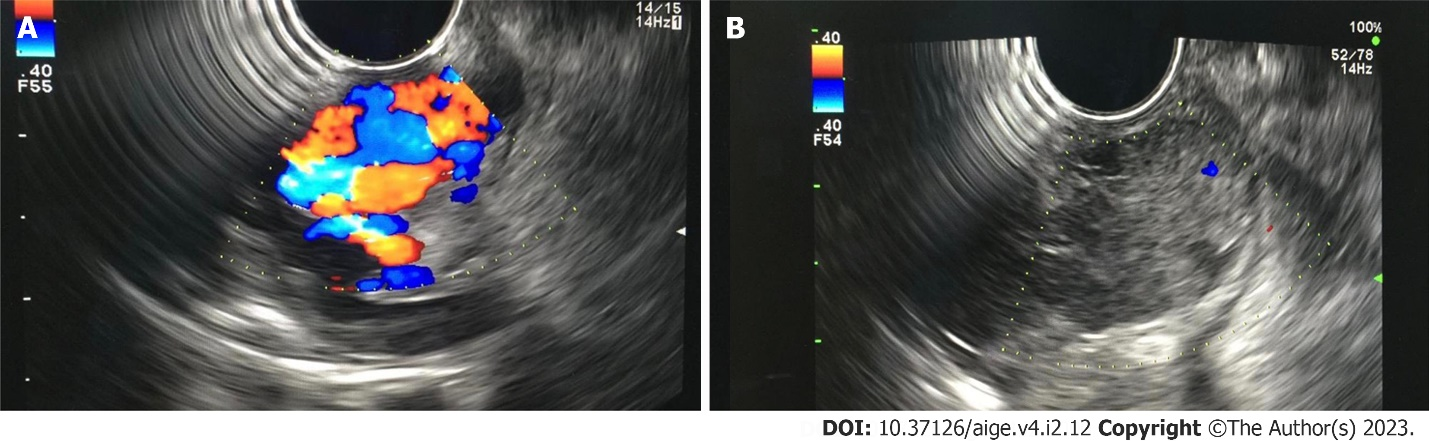 A
.40
F55
14/15
14Hz1
B
.40
.40
F54
100%
52/78
14Hz
DOI: 10.37126/aige.v4.i2.12 Copyright ©The Author(s) 2023.